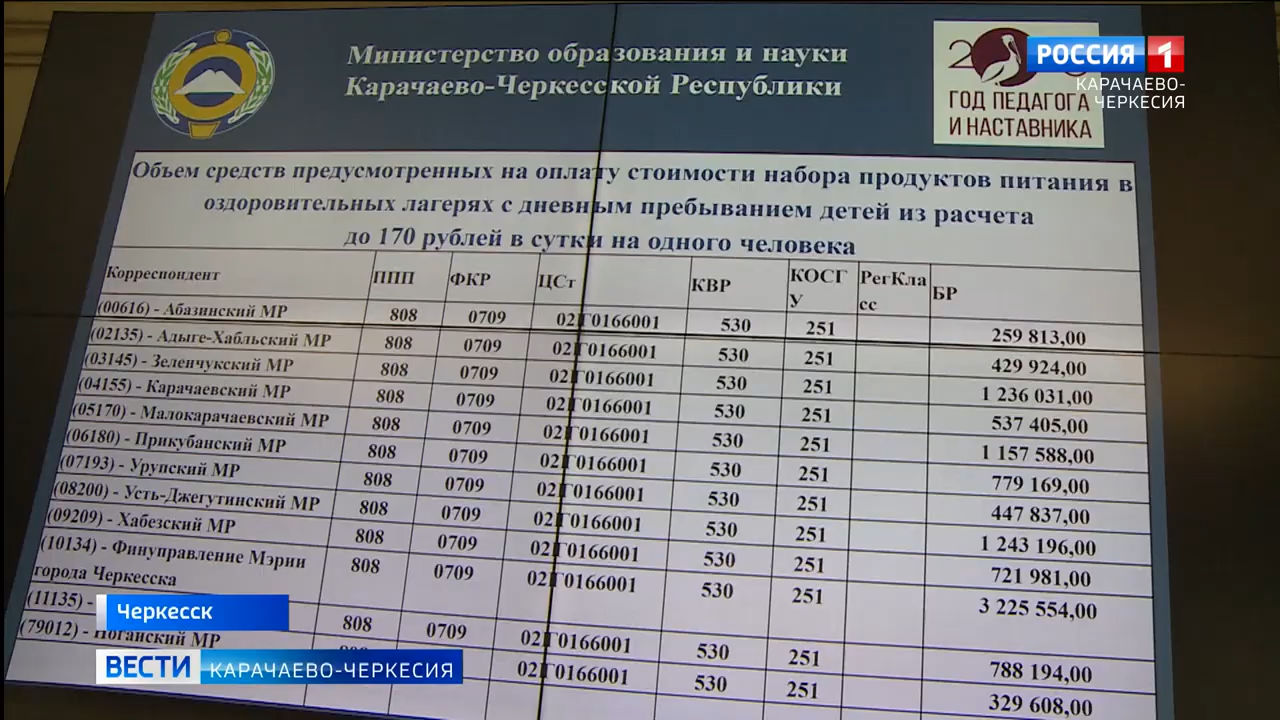 Министерство образования и науки
Карачаево-Черкесской Республики
РОССИЯ 1
КАРАЧАЕВО-
ЧЕРКЕСИЯ
2
ГОД ПЕДАГОГА
И НАСТАВНИКА
Объем средств предусмотренных на оплату стоимости набора продуктов питания в
оздоровительных лагерях с дневным пребыванием детей из расчета
до 170 рублей в сутки на одного человека
Корреспондент ППП ФКР ЦСт КВР КОСГ РегКла БР
У сс
(00616) - Абазинский МР 808 0709 02Г0166001 530 251 259 813,00
(02135) - Адыге-Хабльский МР 808 0709 02Г0166001 530 251 429 924,00
(03145) - Зеленчукский МР 808 0709 02Г0166001 530 251 1 236 031,00
(04155) - Карачаевский МР 808 0709 02Г0166001 530 251 537 405,00
(05170) - Малокарачаевский МР 808 0709 02Г0166001 530 251 1 157 588,00
(06180) - Прикубанский МР 808 0709 02Г0166001 530 251 779 169,00
(07193) - Урупский МР 808 0709 02Г0166001 530 251 447 837,00
(08200) - Усть-Джегутинский МР 808 0709 02Г0166001 530 251 1 243 196,00
(09209) - Хабезский МР 808 0709 02Г0166001 530 251 721 981,00
(10134) - Финуправление Мэрии 808 0709 02Г0166001 530 251 3 225 554,00
города Черкесска
(11135) - 808 0709 02Г0166001 530 251 788 194,00
(79012) - Ногайский МР 02Г0166001 530 251 329 608,00
Черкесск
ВЕСТИ КАРАЧАЕВО-ЧЕРКЕСИЯ